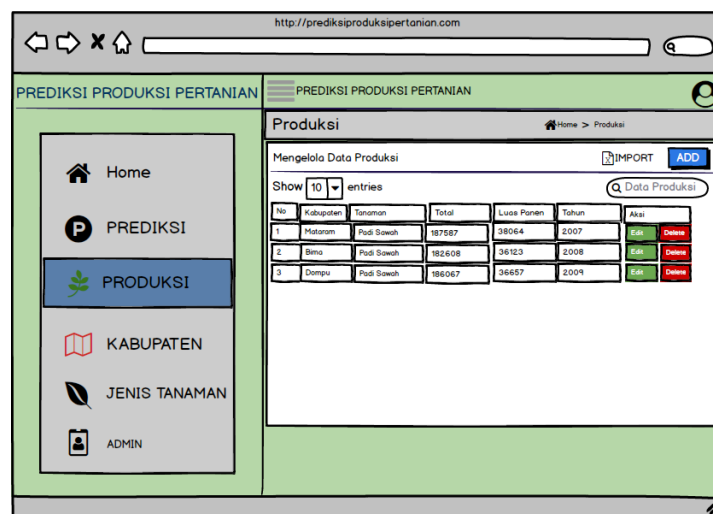 http://prediksiproduksipertanian.com
PREDIKSI PRODUKSI PERTANIAN
PREDIKSI PRODUKSI PERTANIAN
Home
PREDIKSI
PRODUKSI
KABUPATEN
JENIS TANAMAN
ADMIN
Produksi
Home > Produksi
Mengelola Data Produksi
IMPORT ADD
Show 10 entries
Data Produksi
No Kabupaten Tanaman Total Luas Panen Tahun Aksi
1 Mataram Padi Sawah 187587 38064 2007 Edit Delete
2 Bima Padi Sawah 182608 36123 2008 Edit Delete
3 Dompu Padi Sawah 186067 36657 2009 Edit Delete